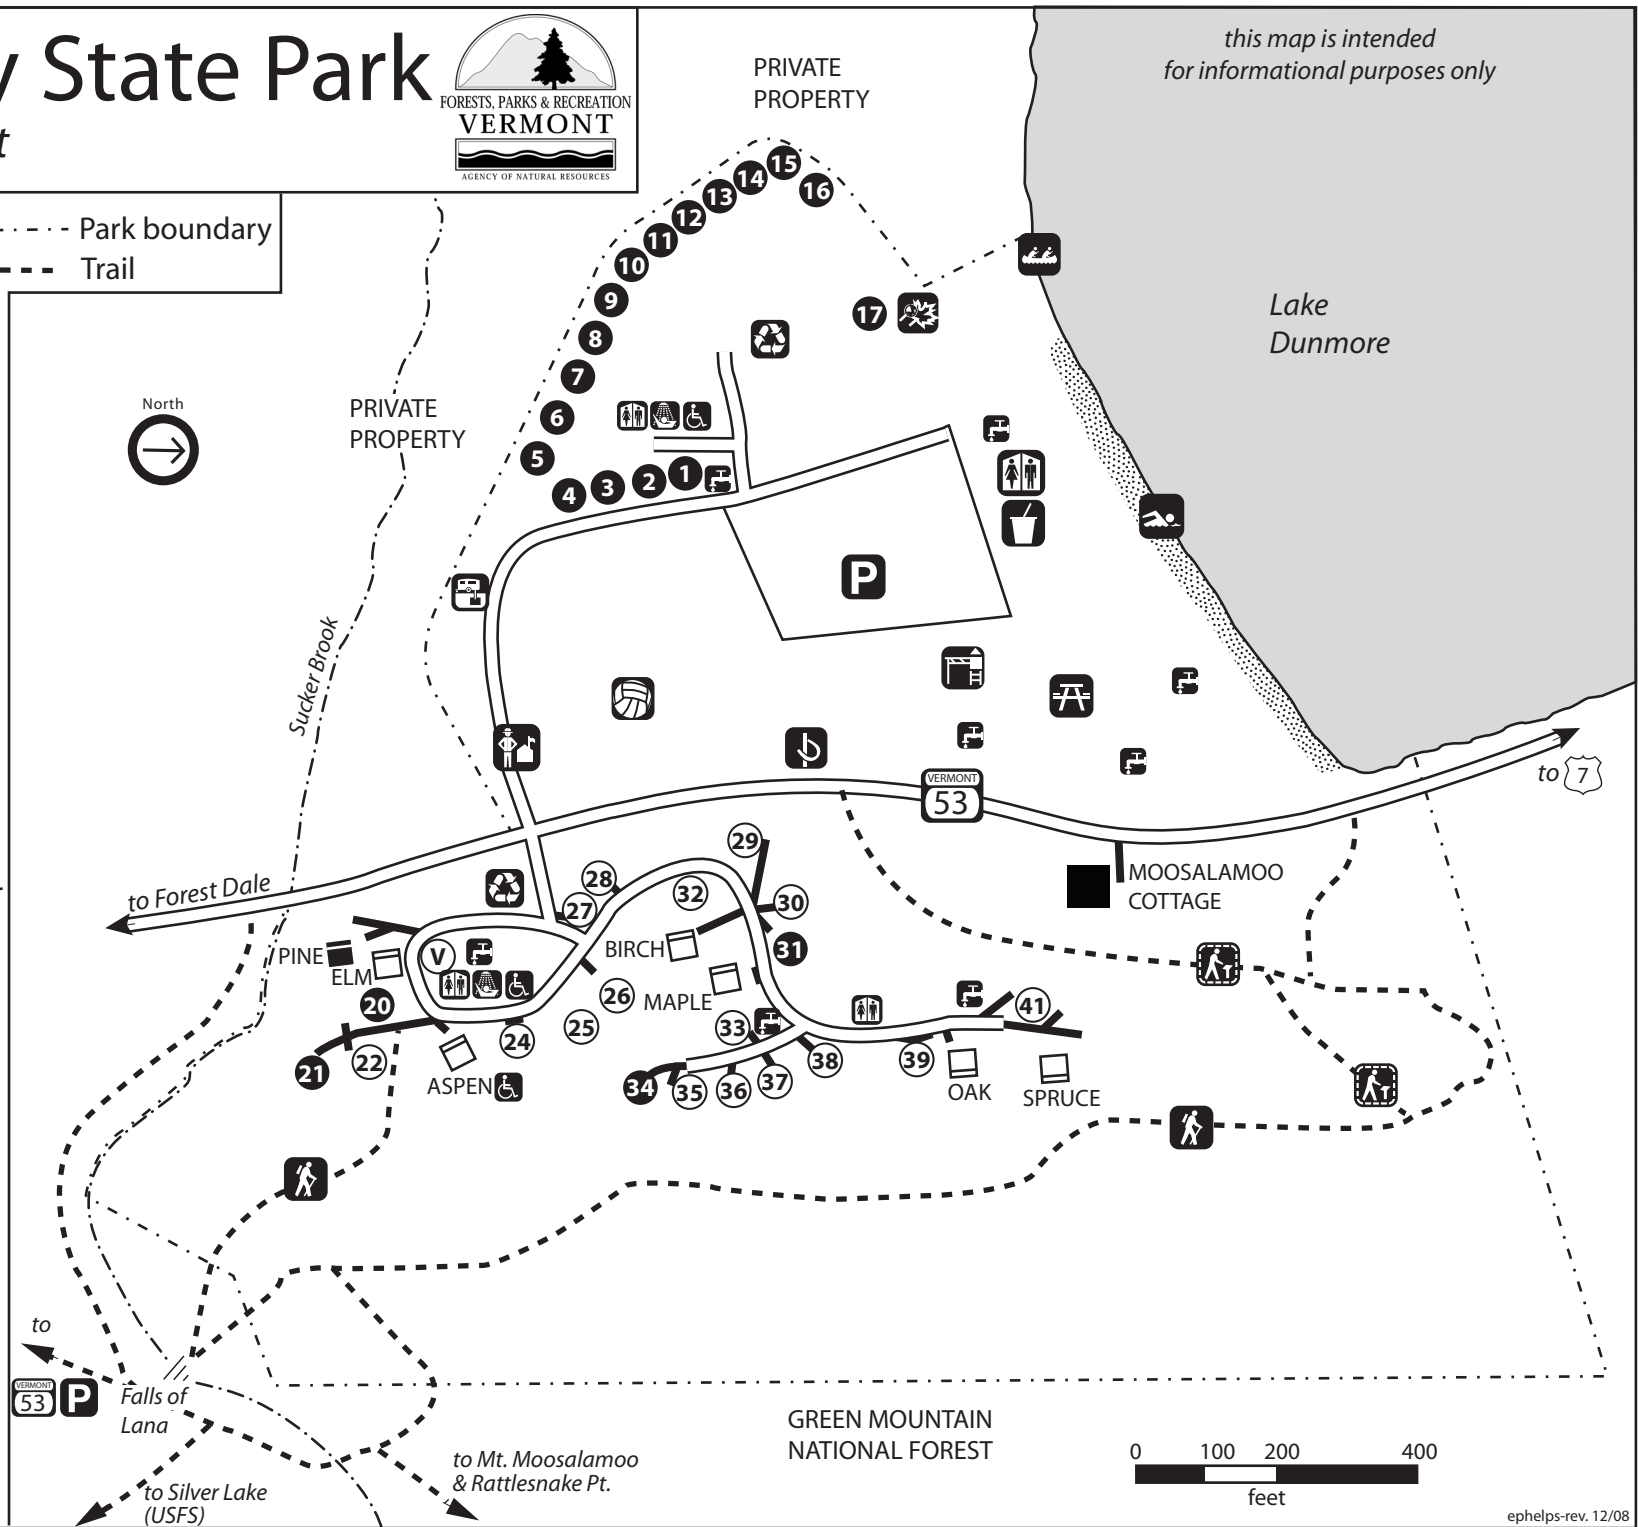 y State Park
t
FORESTS, PARKS & RECREATION
VERMONT
AGENCY OF NATURAL RESOURCES
Park boundary
Trail
this map is intended
for informational purposes only
PRIVATE
PROPERTY
15
14
16
13
12
11
10
9
17
8
7
6
5
4
3
2
1
Lake
Dunmore
North
PRIVATE
PROPERTY
P
Sucker Brook
VERMONT
53
to 7
to Forest Dale
MOOSALAMOO
COTTAGE
29
28
32
27
30
31
BIRCH
PINE
ELM
V
20
26
MAPLE
25
24
33
41
21
22
ASPEN
34
35
36
37
38
39
OAK
SPRUCE
to
VERMONT
53
P
Falls of
Lana
to Silver Lake
(USFS)
to Mt. Moosalamoo
& Rattlesnake Pt.
GREEN MOUNTAIN
NATIONAL FOREST
0 100 200 400
feet
ephelps-rev. 12/08